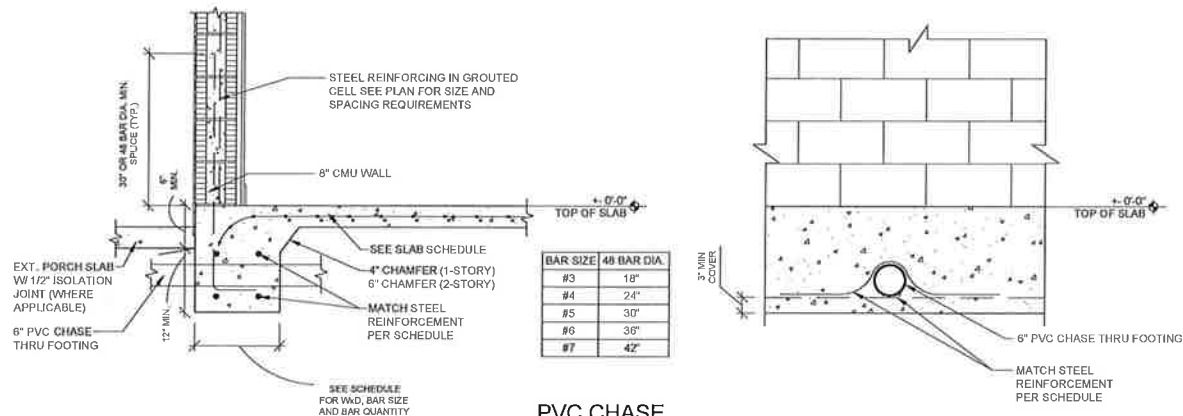 30" OR 48 BAR DIA. MIN.
SPLICE (TYP.)
6"
MIN.
STEEL REINFORCING IN GROUTED
CELL SEE PLAN FOR SIZE AND
SPACING REQUIREMENTS
8" CMU WALL
+- 0'-0"
TOP OF SLAB
SEE SLAB SCHEDULE
4" CHAMFER (1-STORY)
6" CHAMFER (2-STORY)
MATCH STEEL
REINFORCEMENT
PER SCHEDULE
EXT. PORCH SLAB
W/ 1/2" ISOLATION
JOINT (WHERE
APPLICABLE)
6" PVC CHASE
THRU FOOTING
12" MIN.
SEE SCHEDULE
FOR WxD, BAR SIZE
AND BAR QUANTITY
BAR SIZE 48 BAR DIA.
#3 18"
#4 24"
#5 30"
#6 36"
#7 42"
PVC CHASE
+- 0'-0"
TOP OF SLAB
3" MIN
COVER
6" PVC CHASE THRU FOOTING
MATCH STEEL
REINFORCEMENT
PER SCHEDULE